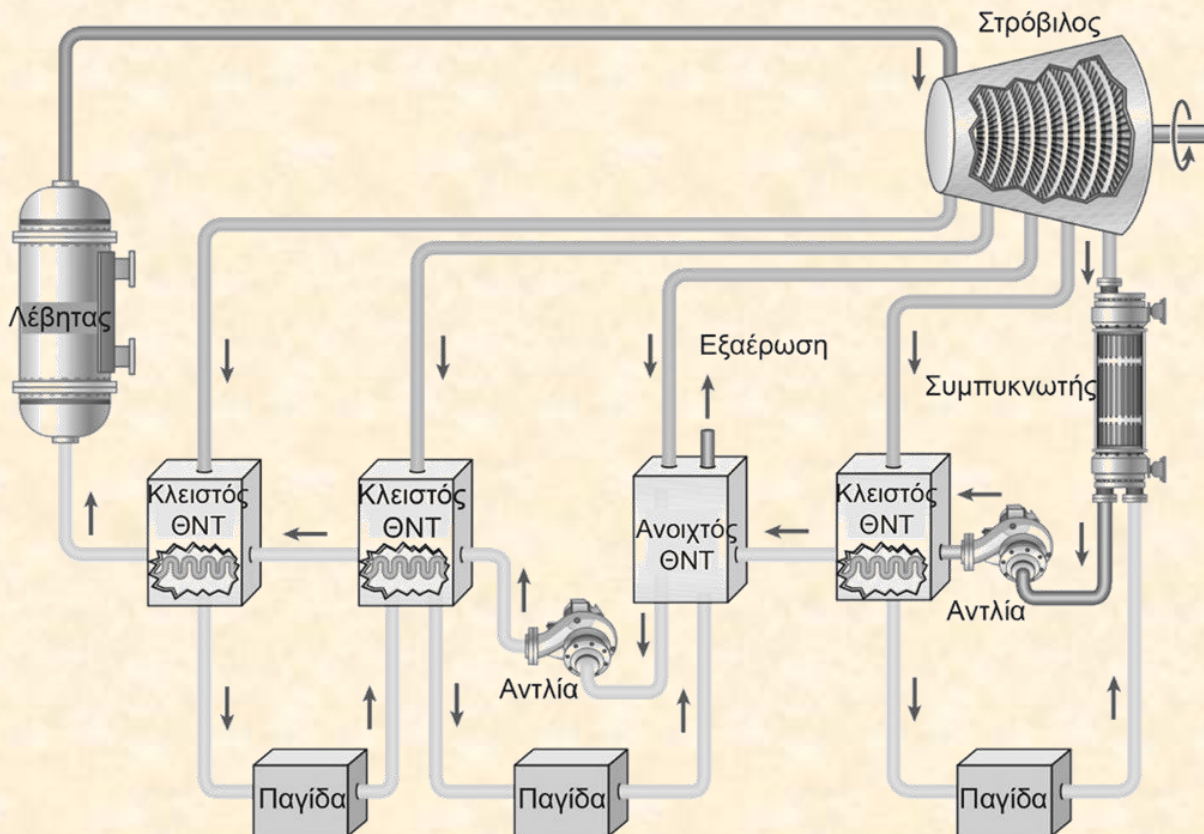 Στρόβιλος
Λέβητας
Εξαέρωση
Συμπυκνωτής
Κλειστός
ΘΝΤ
Κλειστός
ΘΝΤ
Ανοιχτός
ΘΝΤ
Κλειστός
ΘΝΤ
Αντλία
Αντλία
Παγίδα
Παγίδα
Παγίδα